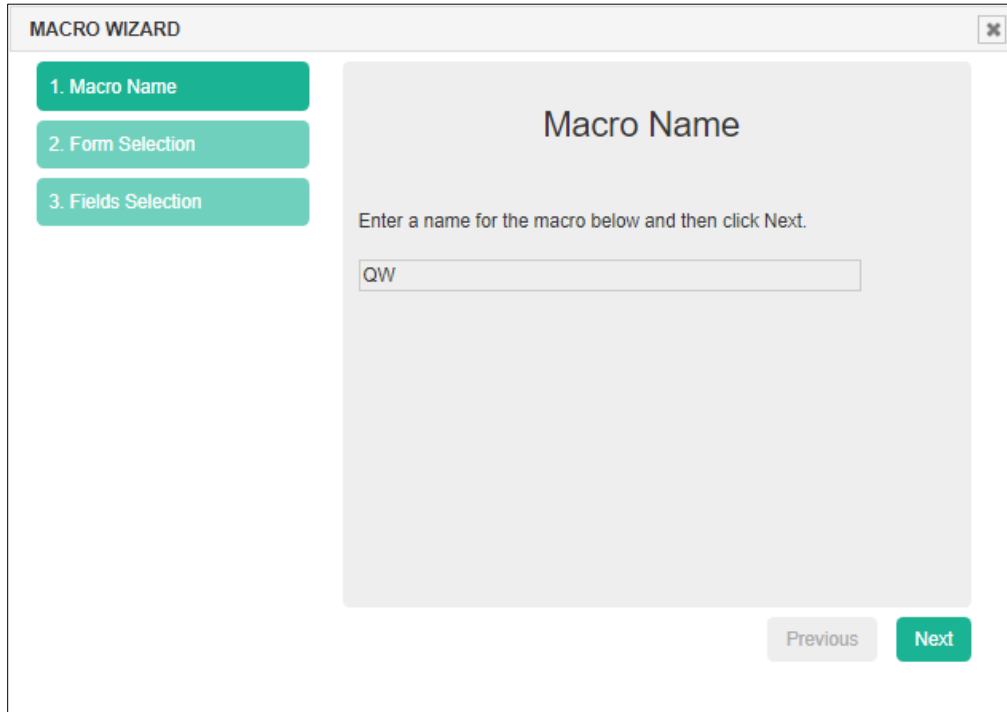 MACRO WIZARD
1. Macro Name
2. Form Selection
3. Fields Selection
Macro Name
Enter a name for the macro below and then click Next.
QW
Previous
Next